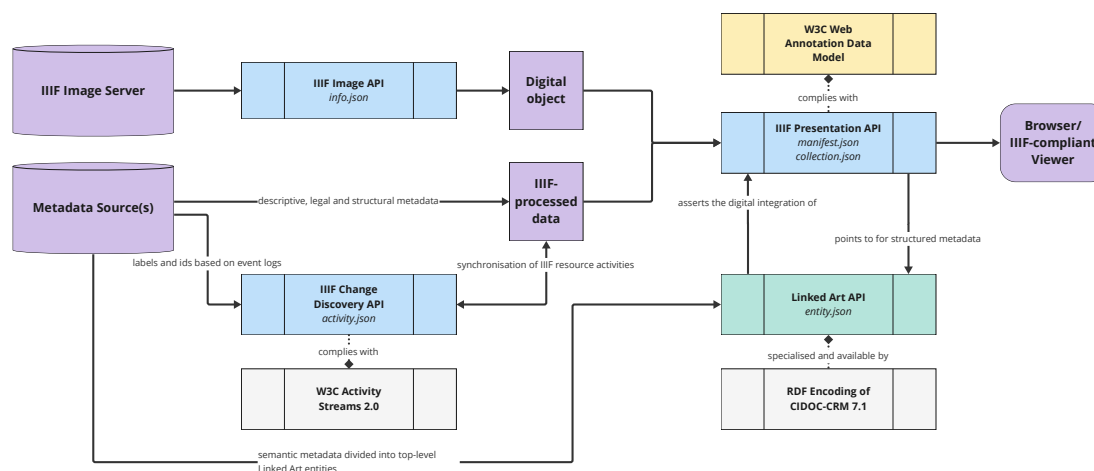 W3C Web
Annotation Data
Model
IIIF Image Server
IIIF Image API
info.json
Digital
object
complies with
IIIF Presentation API
manifest.json
collection.json
Browser/
IIIF-compliant
Viewer
Metadata Source(s)
descriptive, legal and structural metadata
IIIF-
processed
data
asserts the digital integration of
points to for structured metadata
labels and ids based on event logs
synchronisation of IIIF resource activities
IIIF Change
Discovery API
activity.json
Linked Art API
entity.json
complies with
specialised and available by
W3C Activity
Streams 2.0
RDF Encoding of
CIDOC-CRM 7.1
semantic metadata divided into top-level
Linked Art entities